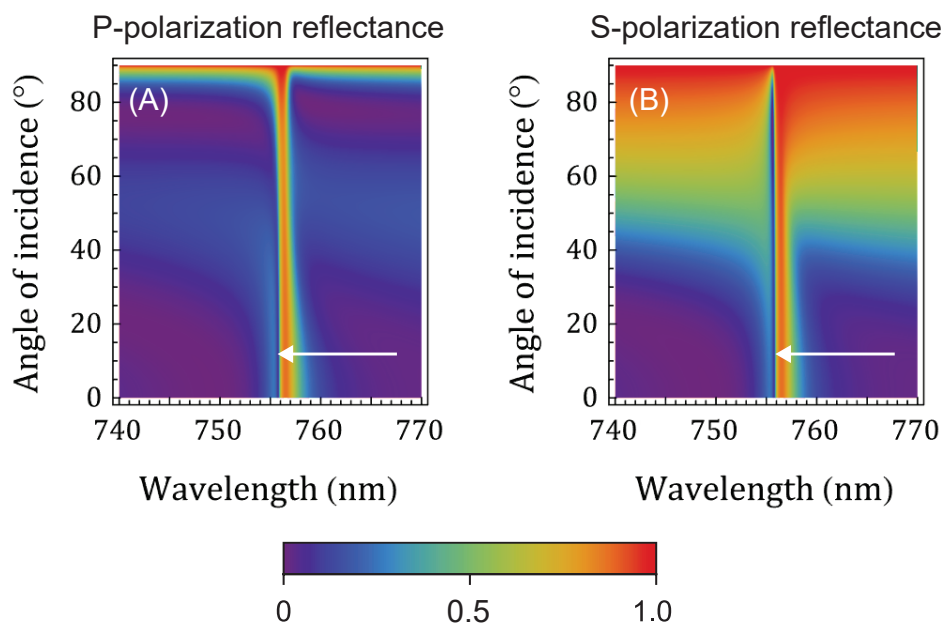 P-polarization reflectance
S-polarization reflectance
Angle of incidence (°)
80
60
40
20
0
(A)
740
750
760
770
Wavelength (nm)
Angle of incidence (°)
80
60
40
20
0
(B)
740
750
760
770
Wavelength (nm)
0
0.5
1.0